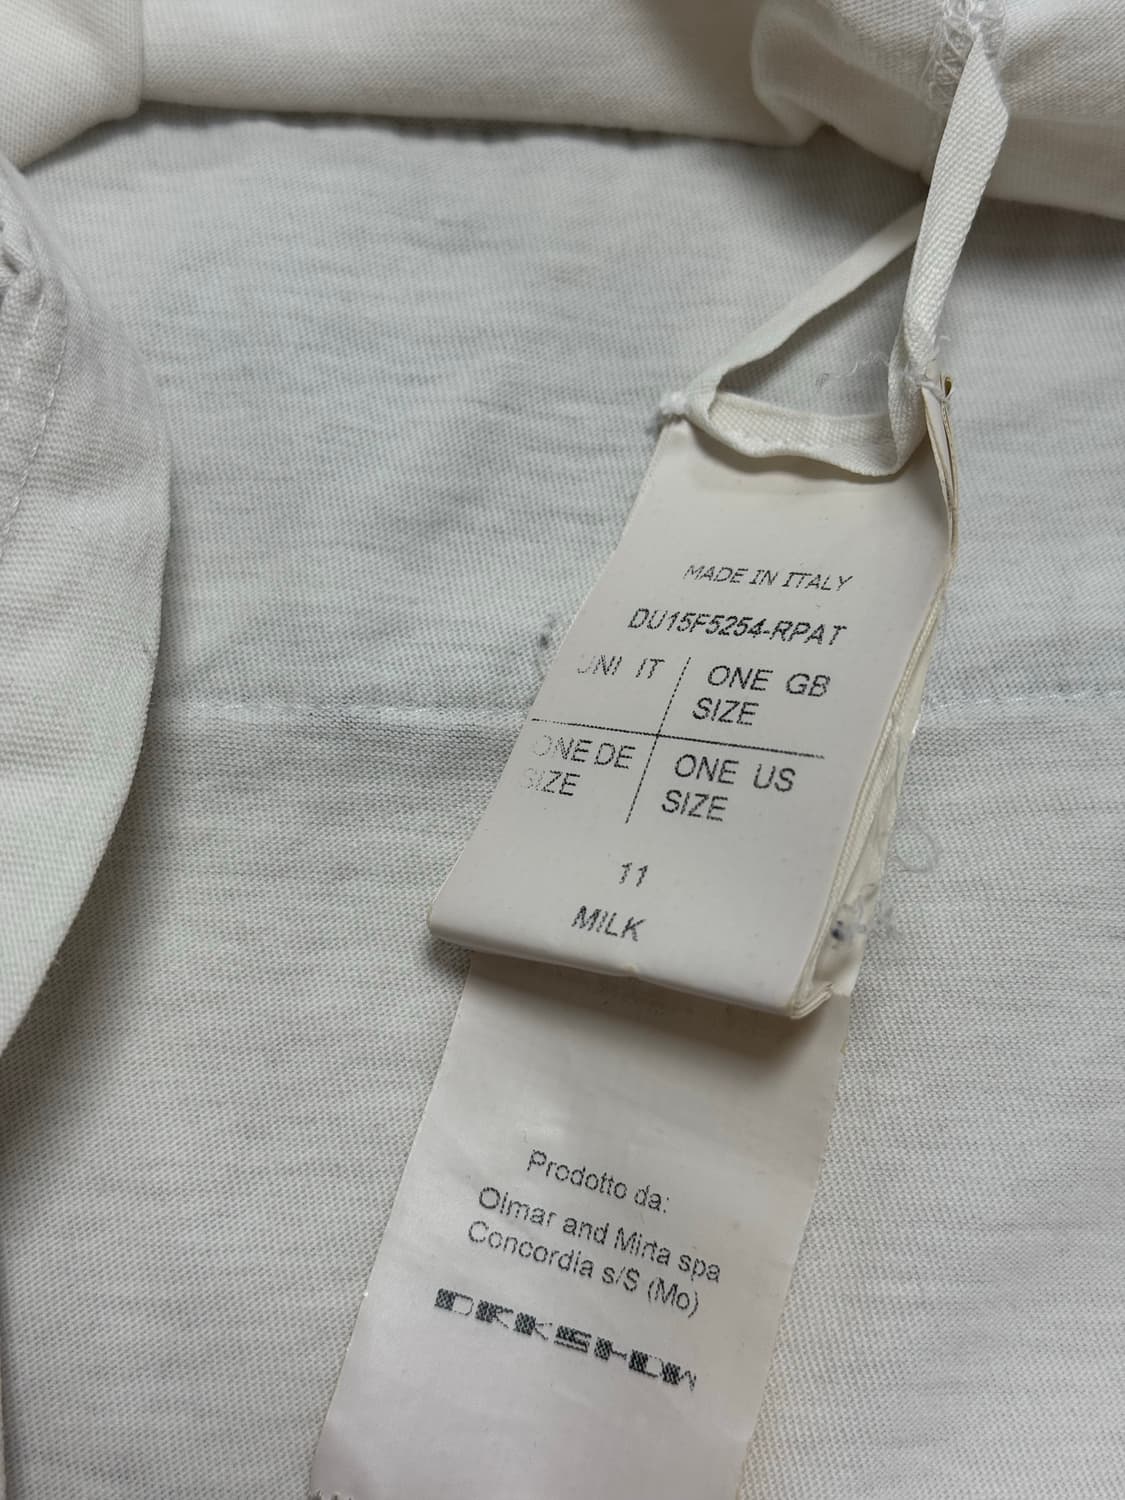 MADE IN ITALY
DU15F5254-RPAT
UNI IT ONE GB
SIZE
ONE DE ONE US
SIZE SIZE
11
MILK
Prodotto da:
Olmar and Mirta spa
Concordia s/S (Mo)
DKKSHDW